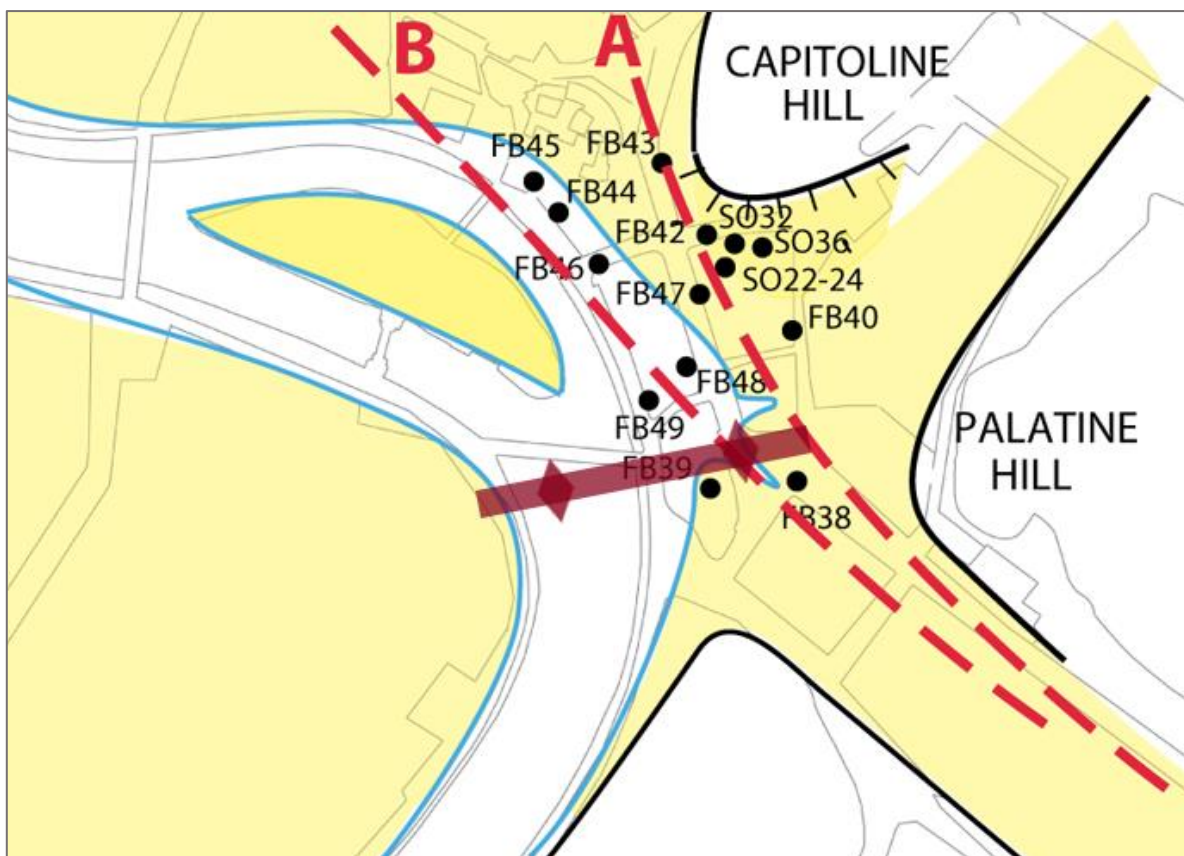 B
A
CAPITOLINE
HILL
FB43
FB45
FB44
SO32
FB42
SO36
FB46
SO22-24
FB47
FB40
FB48
PALATINE
HILL
FB49
FB39
FB38